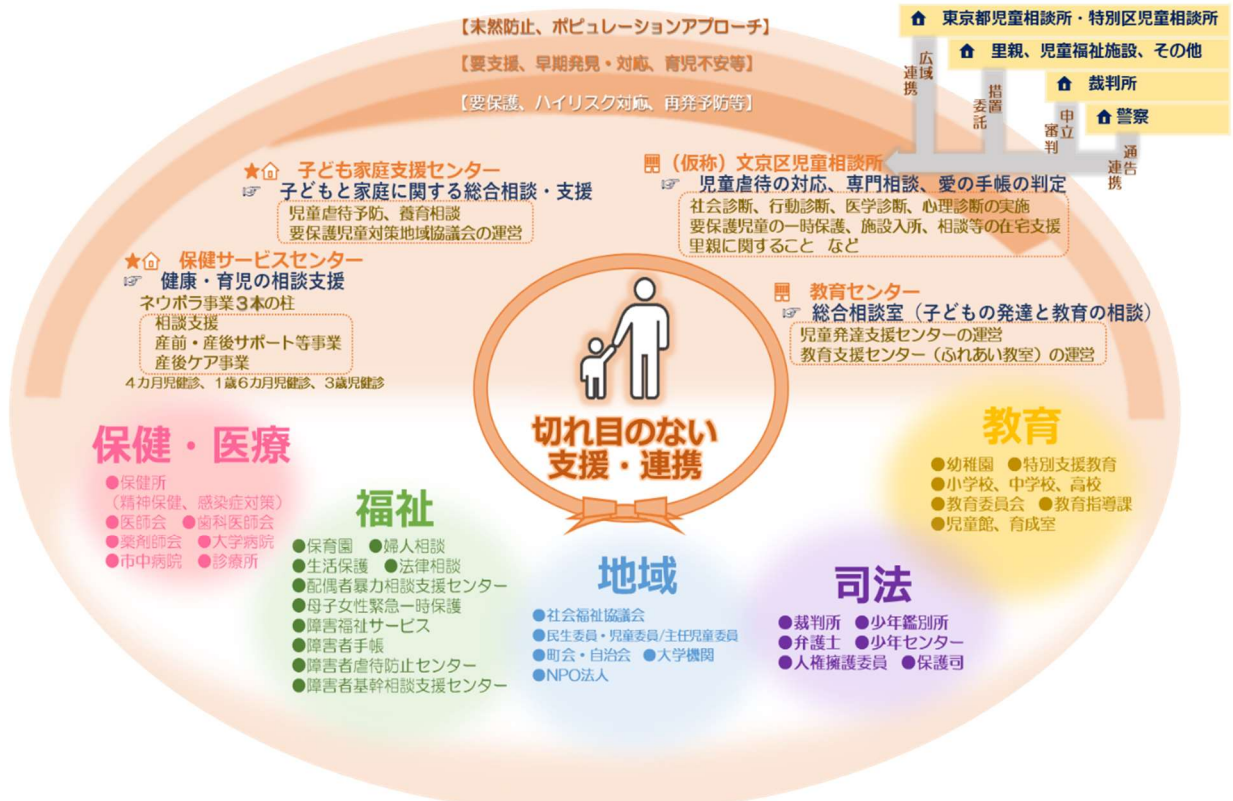 【未然防止、ポピュレーションアプローチ】
【要支援、早期発見・対応、育児不安等】
【要保護、ハイリスク対応、再発予防等】
東京都児童相談所・特別区児童相談所
里親、児童福祉施設、その他
裁判所
警察
広域
連携
措置
委託
申立
審判
通告
連携
★子ども家庭支援センター
☞ 子どもと家庭に関する総合相談・支援
児童虐待予防、養育相談
要保護児童対策地域協議会の運営
(仮称)文京区児童相談所
☞ 児童虐待の対応、専門相談、愛の手帳の判定
社会診断、行動診断、医学診断、心理診断の実施
要保護児童の一時保護、施設入所、相談等の在宅支援
里親に関すること など
★保健サービスセンター
☞ 健康・育児の相談支援
ネウボラ事業3本の柱
相談支援
産前・産後サポート等事業
産後ケア事業
4カ月児健診、1歳6カ月児健診、3歳児健診
教育センター
☞ 総合相談室(子どもの発達と教育の相談)
児童発達支援センターの運営
教育支援センター(ふれあい教室)の運営
切れ目のない
支援・連携
保健・医療
●保健所
(精神保健、感染症対策)
●医師会 ●歯科医師会
●薬剤師会 ●大学病院
●市中病院 ●診療所
福祉
●保育園 ●婦人相談
●生活保護 ●法律相談
●配偶者暴力相談支援センター
●母子女性緊急一時保護
●障害福祉サービス
●障害者手帳
●障害者虐待防止センター
●障害者基幹相談支援センター
地域
●社会福祉協議会
●民生委員・児童委員/主任児童委員
●町会・自治会 ●大学機関
●NPO法人
司法
●裁判所 ●少年鑑別所
●弁護士 ●少年センター
●人権擁護委員 ●保護司
教育
●幼稚園 ●特別支援教育
●小学校、中学校、高校
●教育委員会 ●教育指導課
●児童館、育成室